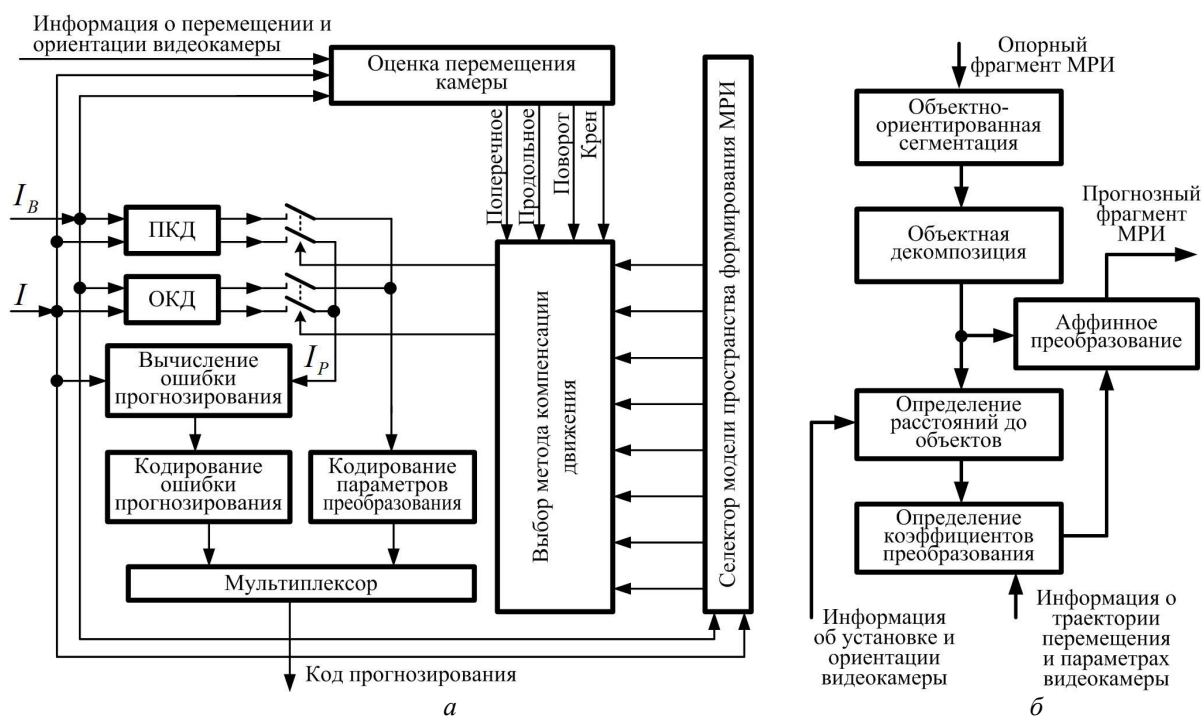 Информация о перемещении и
ориентации видеокамеры
Оценка перемещения
камеры
Поперечное
Продольное
Поворот
Крен
I_B
ПКД
I
ОКД
I_P
Вычисление
ошибки
прогнозирования
Кодирование
ошибки
прогнозирования
Кодирование
параметров
преобразования
Мультиплексор
Код прогнозирования
Выбор метода компенсации
движения
Селектор модели пространства формирования МРИ
а
Опорный
фрагмент МРИ
Объектно-
ориентированная
сегментация
Объектная
декомпозиция
Прогнозный
фрагмент
МРИ
Аффинное
преобразование
Определение
расстояний до
объектов
Определение
коэффициентов
преобразования
Информация
об установке и
ориентации
видеокамеры
Информация о
траектории
перемещения
и параметрах
видеокамеры
б